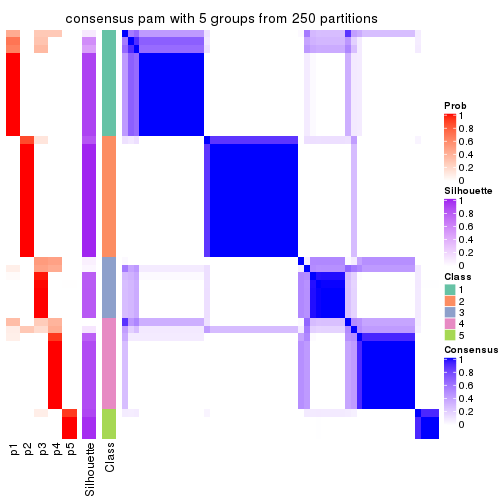 consensus pam with 5 groups from 250 partitions
Prob
1
0.8
0.6
0.4
0.2
0
Silhouette
1
0.8
0.6
0.4
0.2
0
Class
1
2
3
4
5
Consensus
1
0.8
0.6
0.4
0.2
0
p1
p2
p3
p4
p5
Silhouette
Class